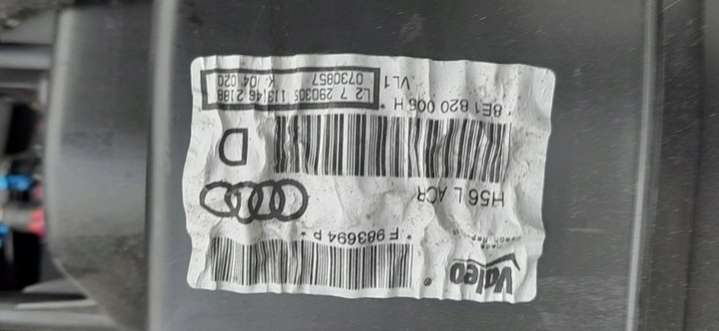 Valeo
* F 983694 P *
H56 L ACR
D
* 8E1 820 006 H *
VL1
L2 7 290305 113146 2188
0730857 K 04 020